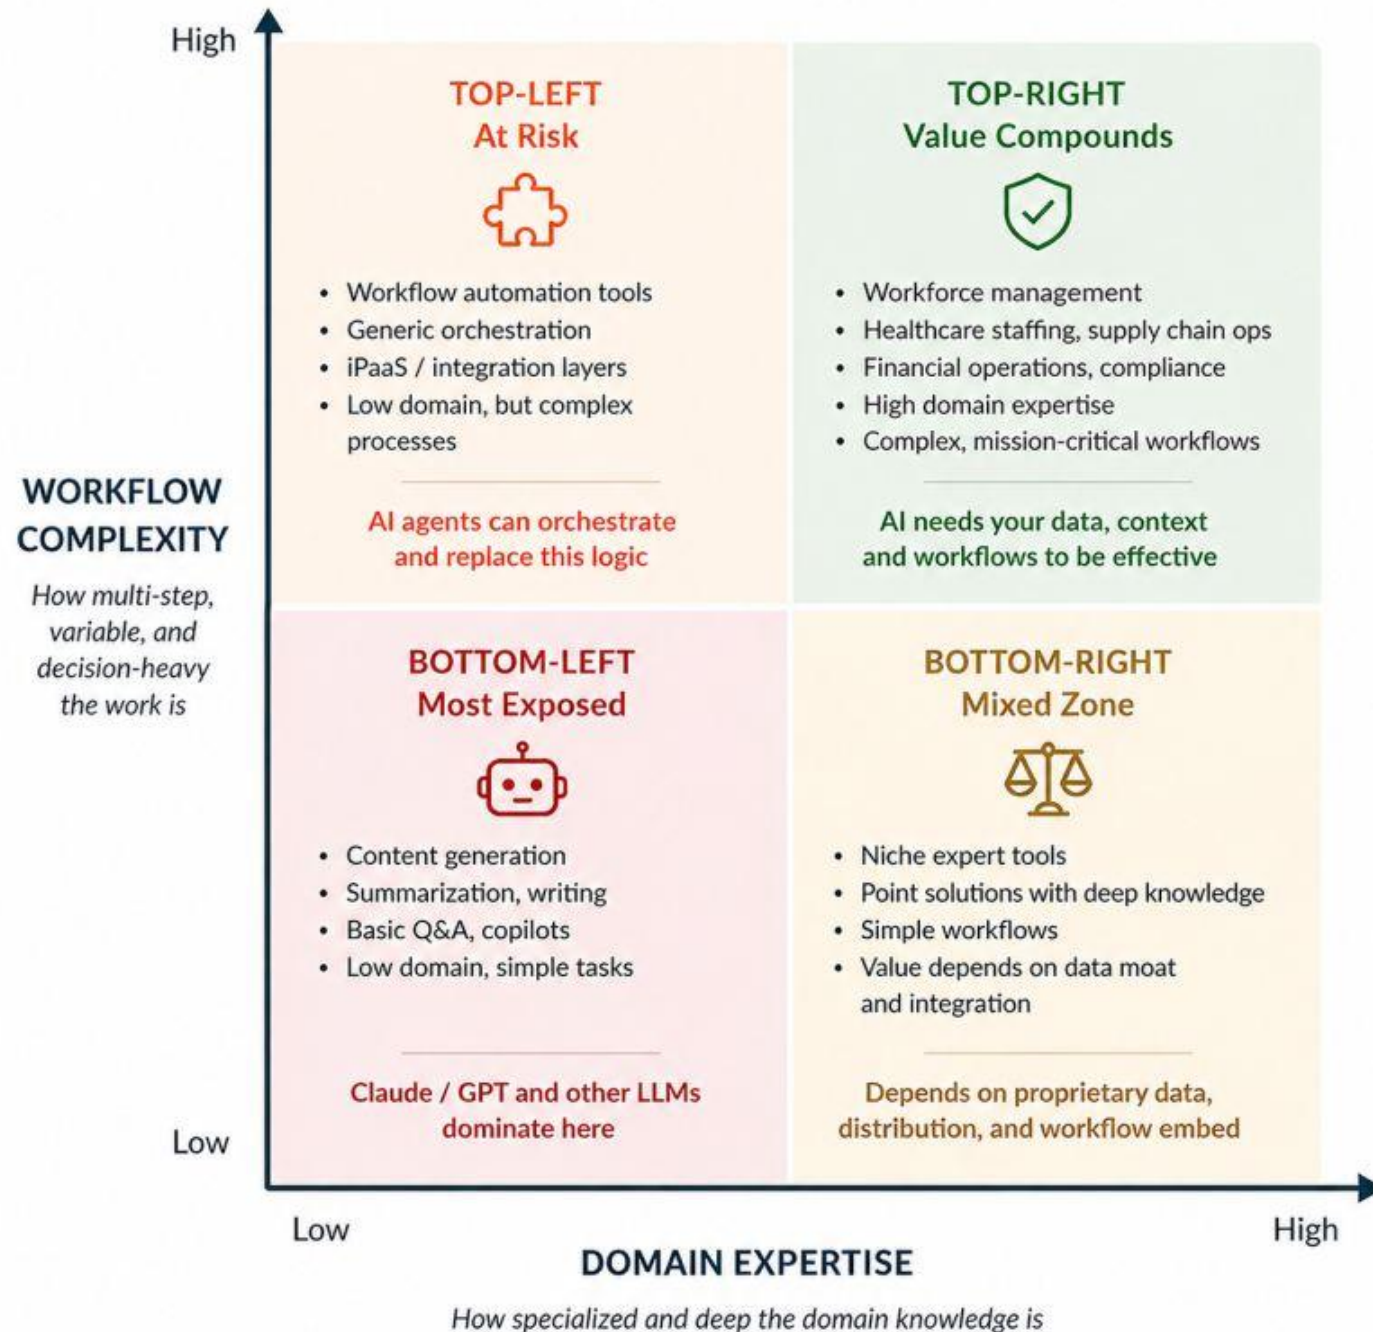 High
TOP-LEFT
At Risk
• Workflow automation tools
• Generic orchestration
• iPaaS / integration layers
• Low domain, but complex
processes
AI agents can orchestrate
and replace this logic
TOP-RIGHT
Value Compounds
• Workforce management
• Healthcare staffing, supply chain ops
• Financial operations, compliance
• High domain expertise
• Complex, mission-critical workflows
AI needs your data, context
and workflows to be effective
WORKFLOW
COMPLEXITY
How multi-step,
variable, and
decision-heavy
the work is
BOTTOM-LEFT
Most Exposed
• Content generation
• Summarization, writing
• Basic Q&A, copilots
• Low domain, simple tasks
Claude / GPT and other LLMs
dominate here
BOTTOM-RIGHT
Mixed Zone
• Niche expert tools
• Point solutions with deep knowledge
• Simple workflows
• Value depends on data moat
and integration
Depends on proprietary data,
distribution, and workflow embed
Low
Low
High
DOMAIN EXPERTISE
How specialized and deep the domain knowledge is